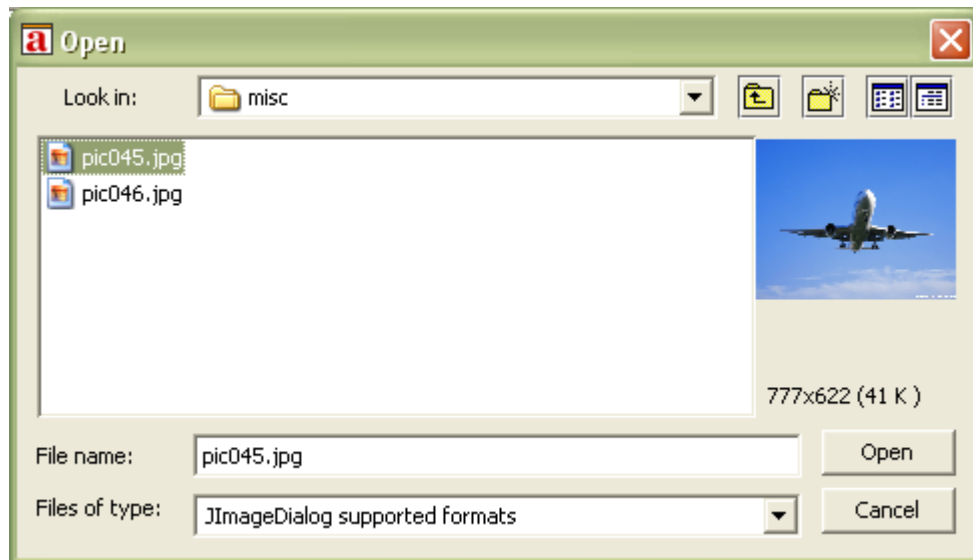 a Open
Look in: misc
pic045.jpg
pic046.jpg
777x622 (41 K )
File name: pic045.jpg Open
Files of type: JImageDialog supported formats Cancel